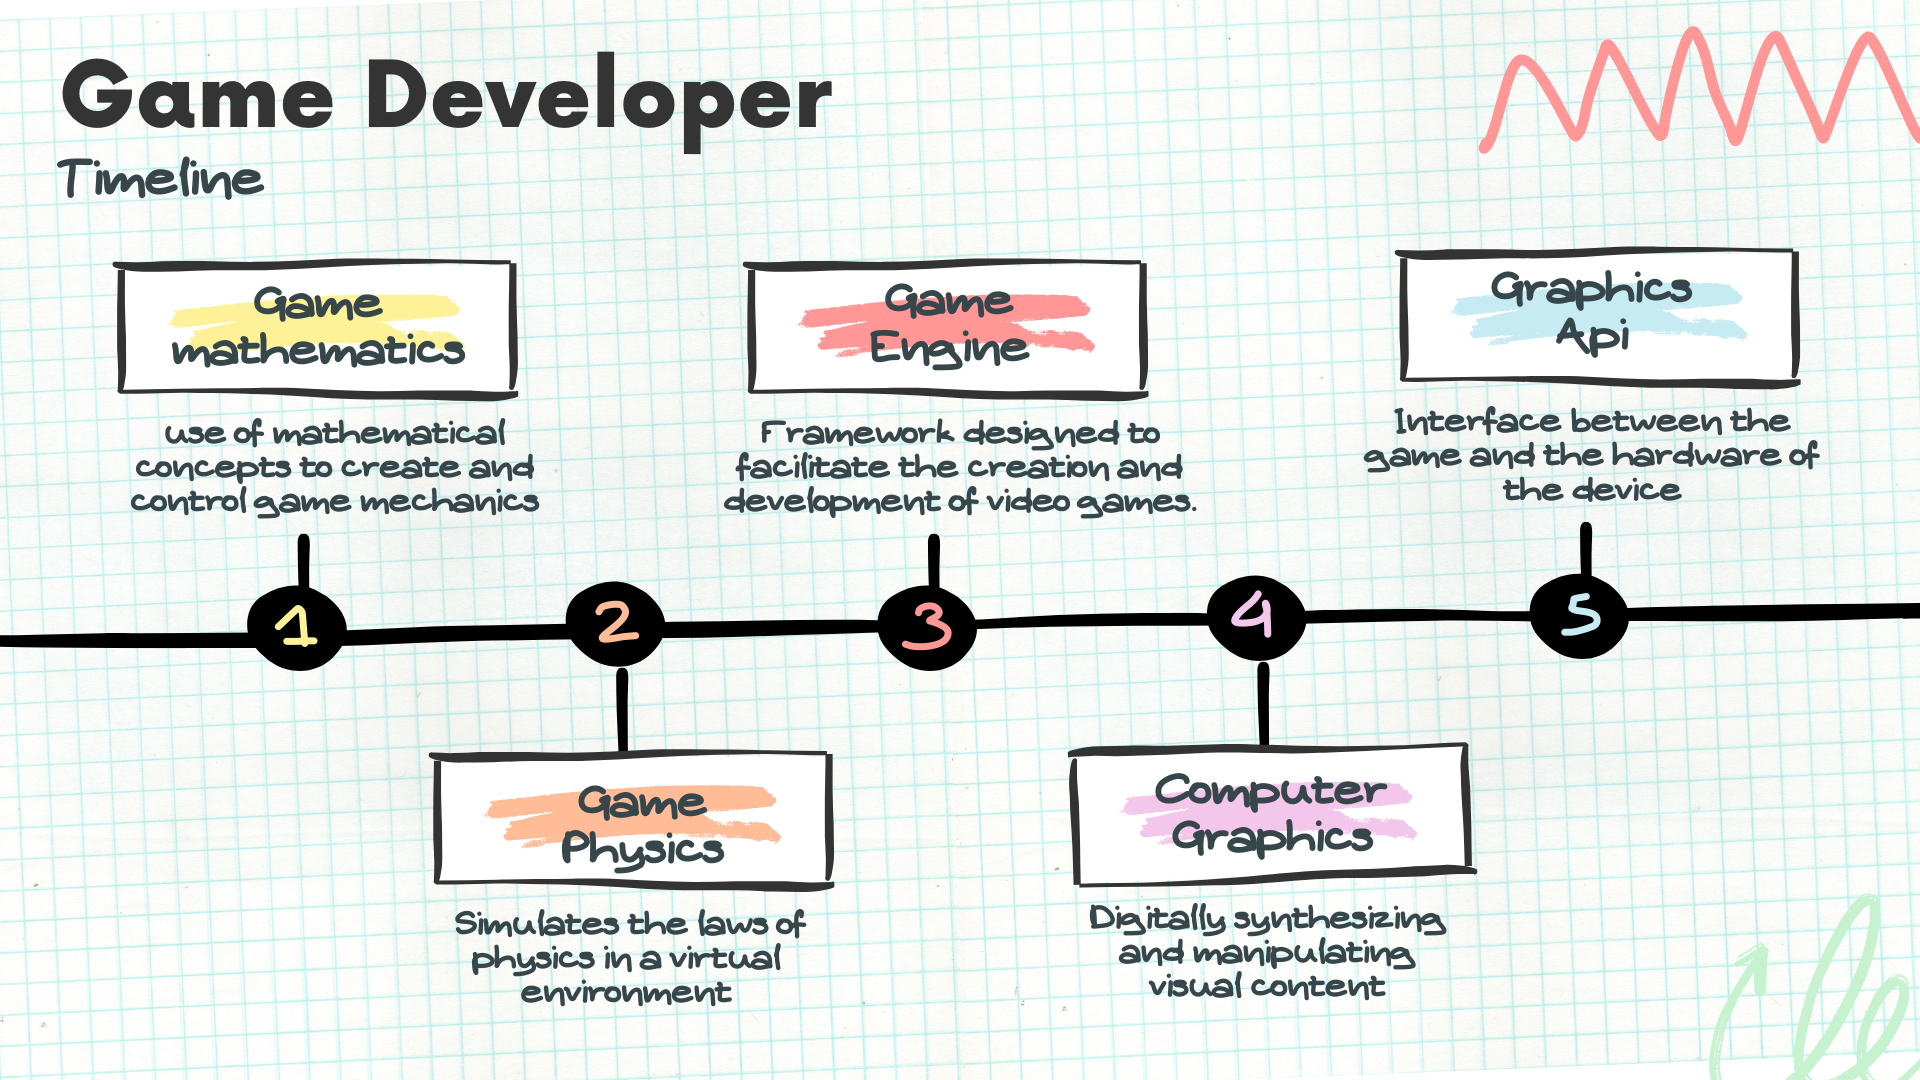 Game Developer
Timeline
Game
mathematics
use of mathematical
concepts to create and
control game mechanics
1
2
Game
Physics
Simulates the laws of
physics in a virtual
environment
Game
Engine
Framework designed to
facilitate the creation and
development of video games.
3
4
Computer
Graphics
Digitally synthesizing
and manipulating
visual content
Graphics
Api
Interface between the
game and the hardware of
the device
5